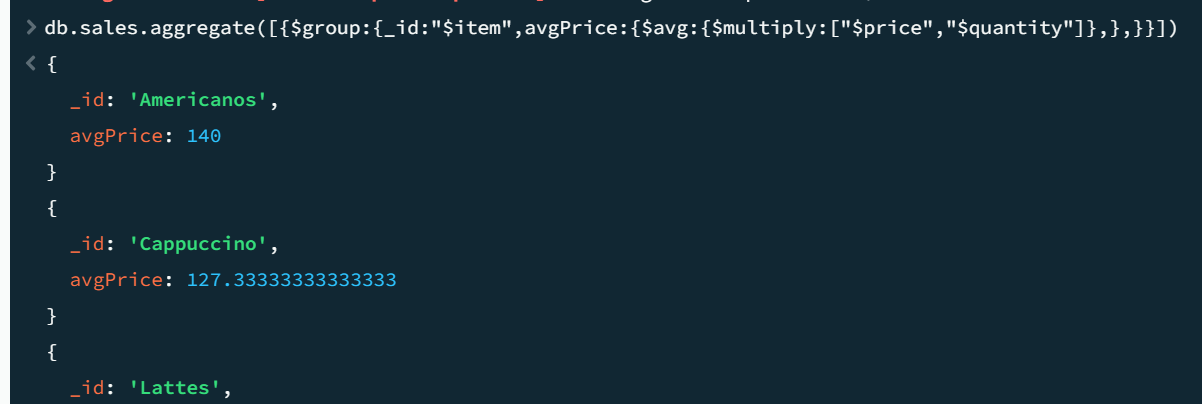 > db.sales.aggregate([{$group:{_id:"$item",avgPrice:{$avg:{$multiply:["$price","$quantity"]},},}}])
< {
_id: 'Americanos',
avgPrice: 140
}
{
_id: 'Cappuccino',
avgPrice: 127.33333333333333
}
{
_id: 'Lattes',